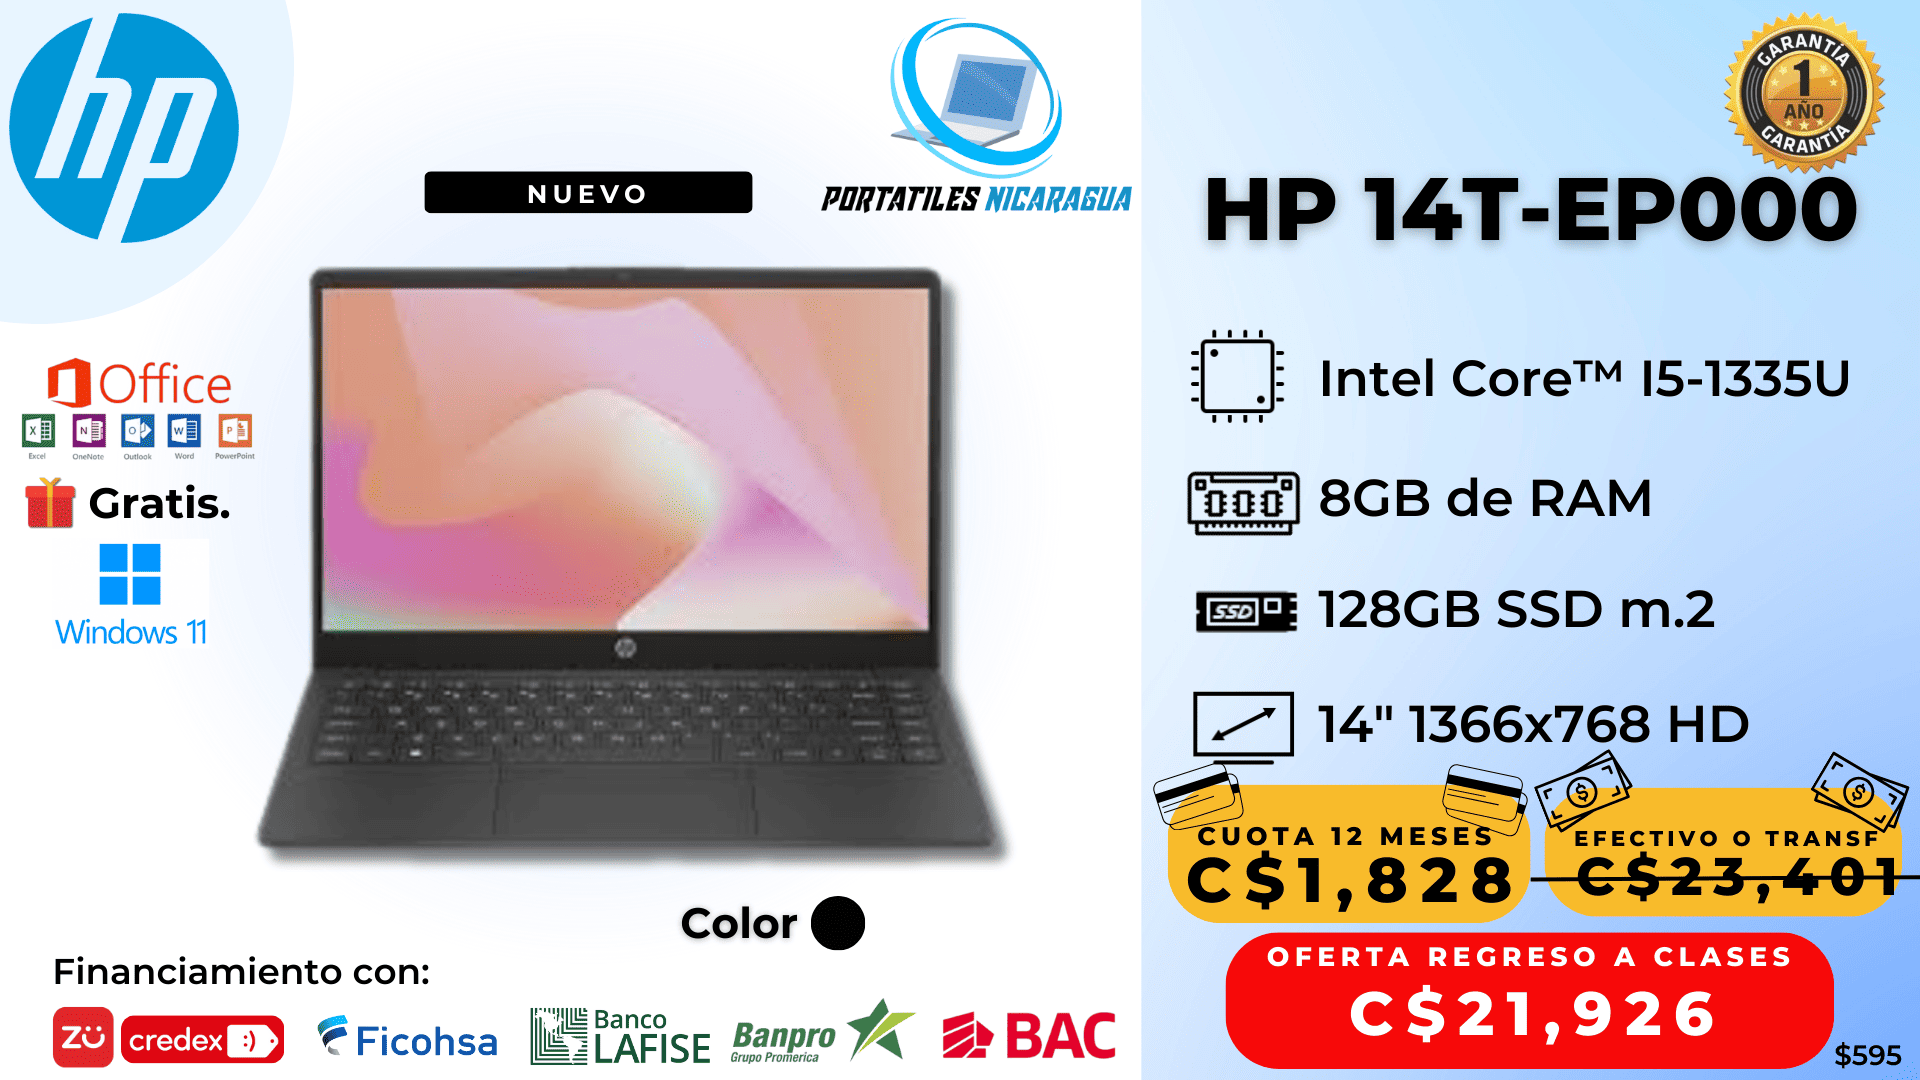 hp
NUEVO
PORTATILES NICARAGUA
Office
Excel
OneNote
Outlook
Word
PowerPoint
Gratis.
Windows 11
Color
Financiamiento con:
zū
credex :)
Ficohsa
Banco
LAFISE
Banpro
Grupo Promerica
BAC
GARANTÍA
1
AÑO
GARANTÍA
HP 14T-EP000
Intel Core™ I5-1335U
8GB de RAM
SSD
128GB SSD m.2
14" 1366x768 HD
CUOTA 12 MESES
C$1,828
EFECTIVO O TRANSF
C$23,401
OFERTA REGRESO A CLASES
C$21,926
$595